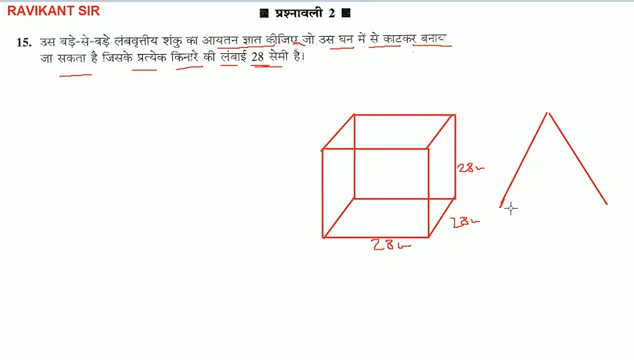 RAVIKANT SIR
प्रश्नावली 2
15. उस बड़े-से-बड़े लंबवृत्तीय शंकु का आयतन ज्ञात कीजिए जो उस घन में से काटकर बनाया
जा सकता है जिसके प्रत्येक किनारे की लंबाई 28 सेमी है।
28
28
28